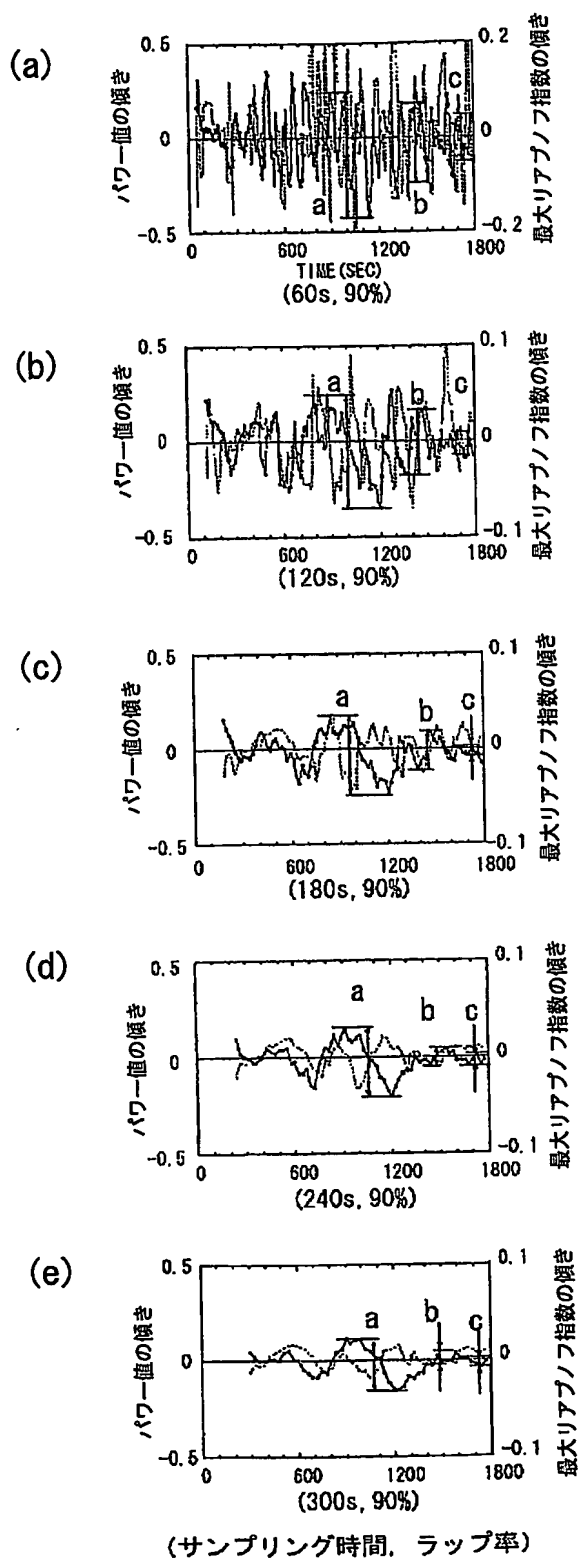 (a)
パワー値の傾き
0.5
0
-0.5
a
b
c
0.2
0
-0.2
最大リアプノフ指数の傾き
600
1200
1800
TIME(SEC)
(60s, 90%)
(b)
パワー値の傾き
0.5
0
-0.5
a
b
c
0.1
0
-0.1
最大リアプノフ指数の傾き
0
600
1200
1800
(120s, 90%)
(c)
パワー値の傾き
0.5
0
-0.5
a
b
c
0.1
0
-0.1
最大リアプノフ指数の傾き
0
600
1200
1800
(180s, 90%)
(d)
パワー値の傾き
0.5
0
-0.5
a
b
c
0.1
0
-0.1
最大リアプノフ指数の傾き
0
600
1200
1800
(240s, 90%)
(e)
パワー値の傾き
0.5
0
-0.5
a
b
c
0.1
0
-0.1
最大リアプノフ指数の傾き
0
600
1200
1800
(300s, 90%)
(サンプリング時間, ラップ率)